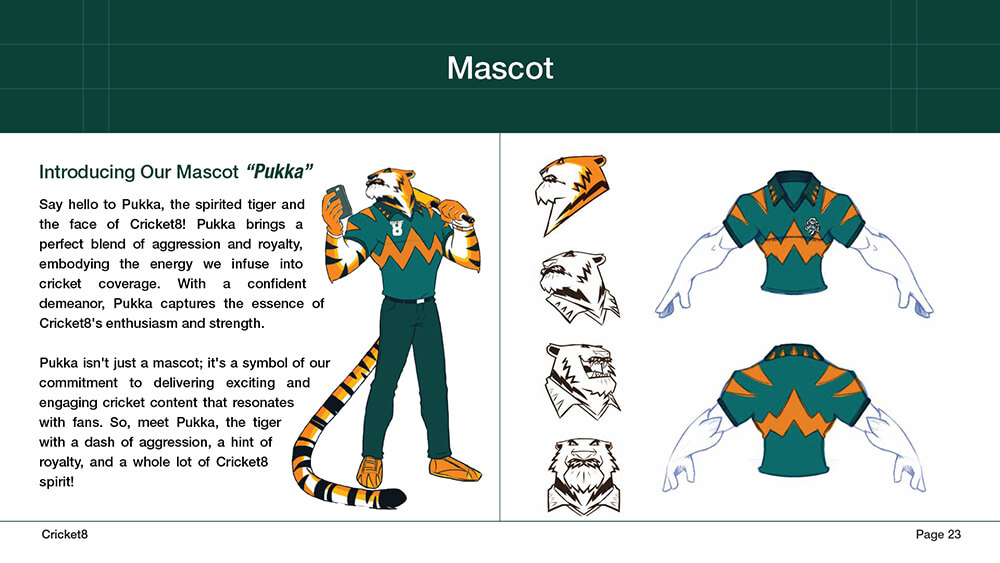 Mascot
Introducing Our Mascot “Pukka”
Say hello to Pukka, the spirited tiger and
the face of Cricket8! Pukka brings a
perfect blend of aggression and royalty,
embodying the energy we infuse into
cricket coverage. With a confident
demeanor, Pukka captures the essence of
Cricket8's enthusiasm and strength.
Pukka isn't just a mascot; it's a symbol of our
commitment to delivering exciting and
engaging cricket content that resonates
with fans. So, meet Pukka, the tiger
with a dash of aggression, a hint of
royalty, and a whole lot of Cricket8
spirit!
8
Cricket8
Page 23